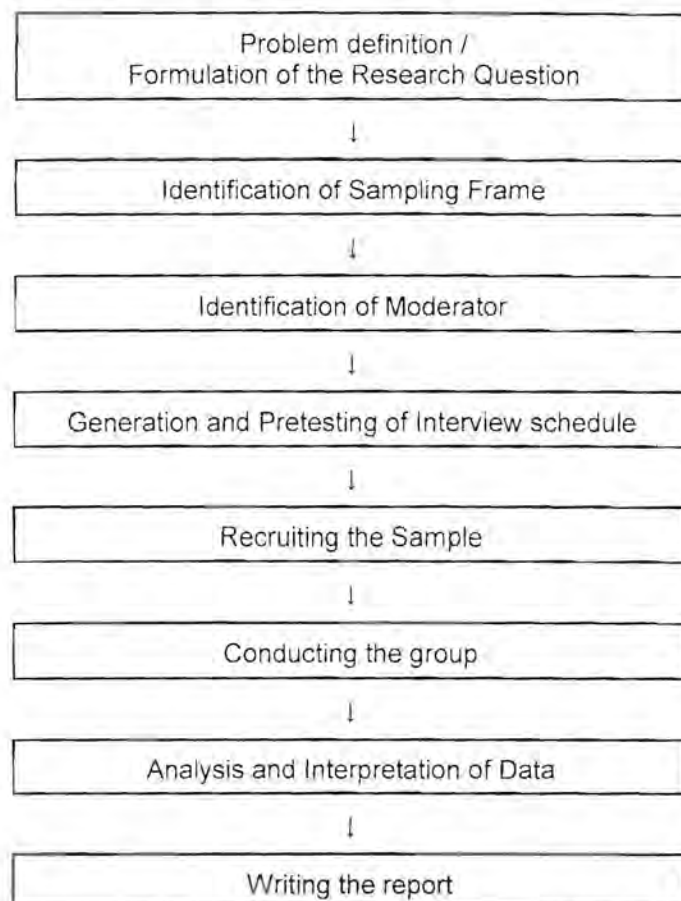 Problem definition /
Formulation of the Research Question
↓
Identification of Sampling Frame
↓
Identification of Moderator
↓
Generation and Pretesting of Interview schedule
↓
Recruiting the Sample
↓
Conducting the group
↓
Analysis and Interpretation of Data
↓
Writing the report